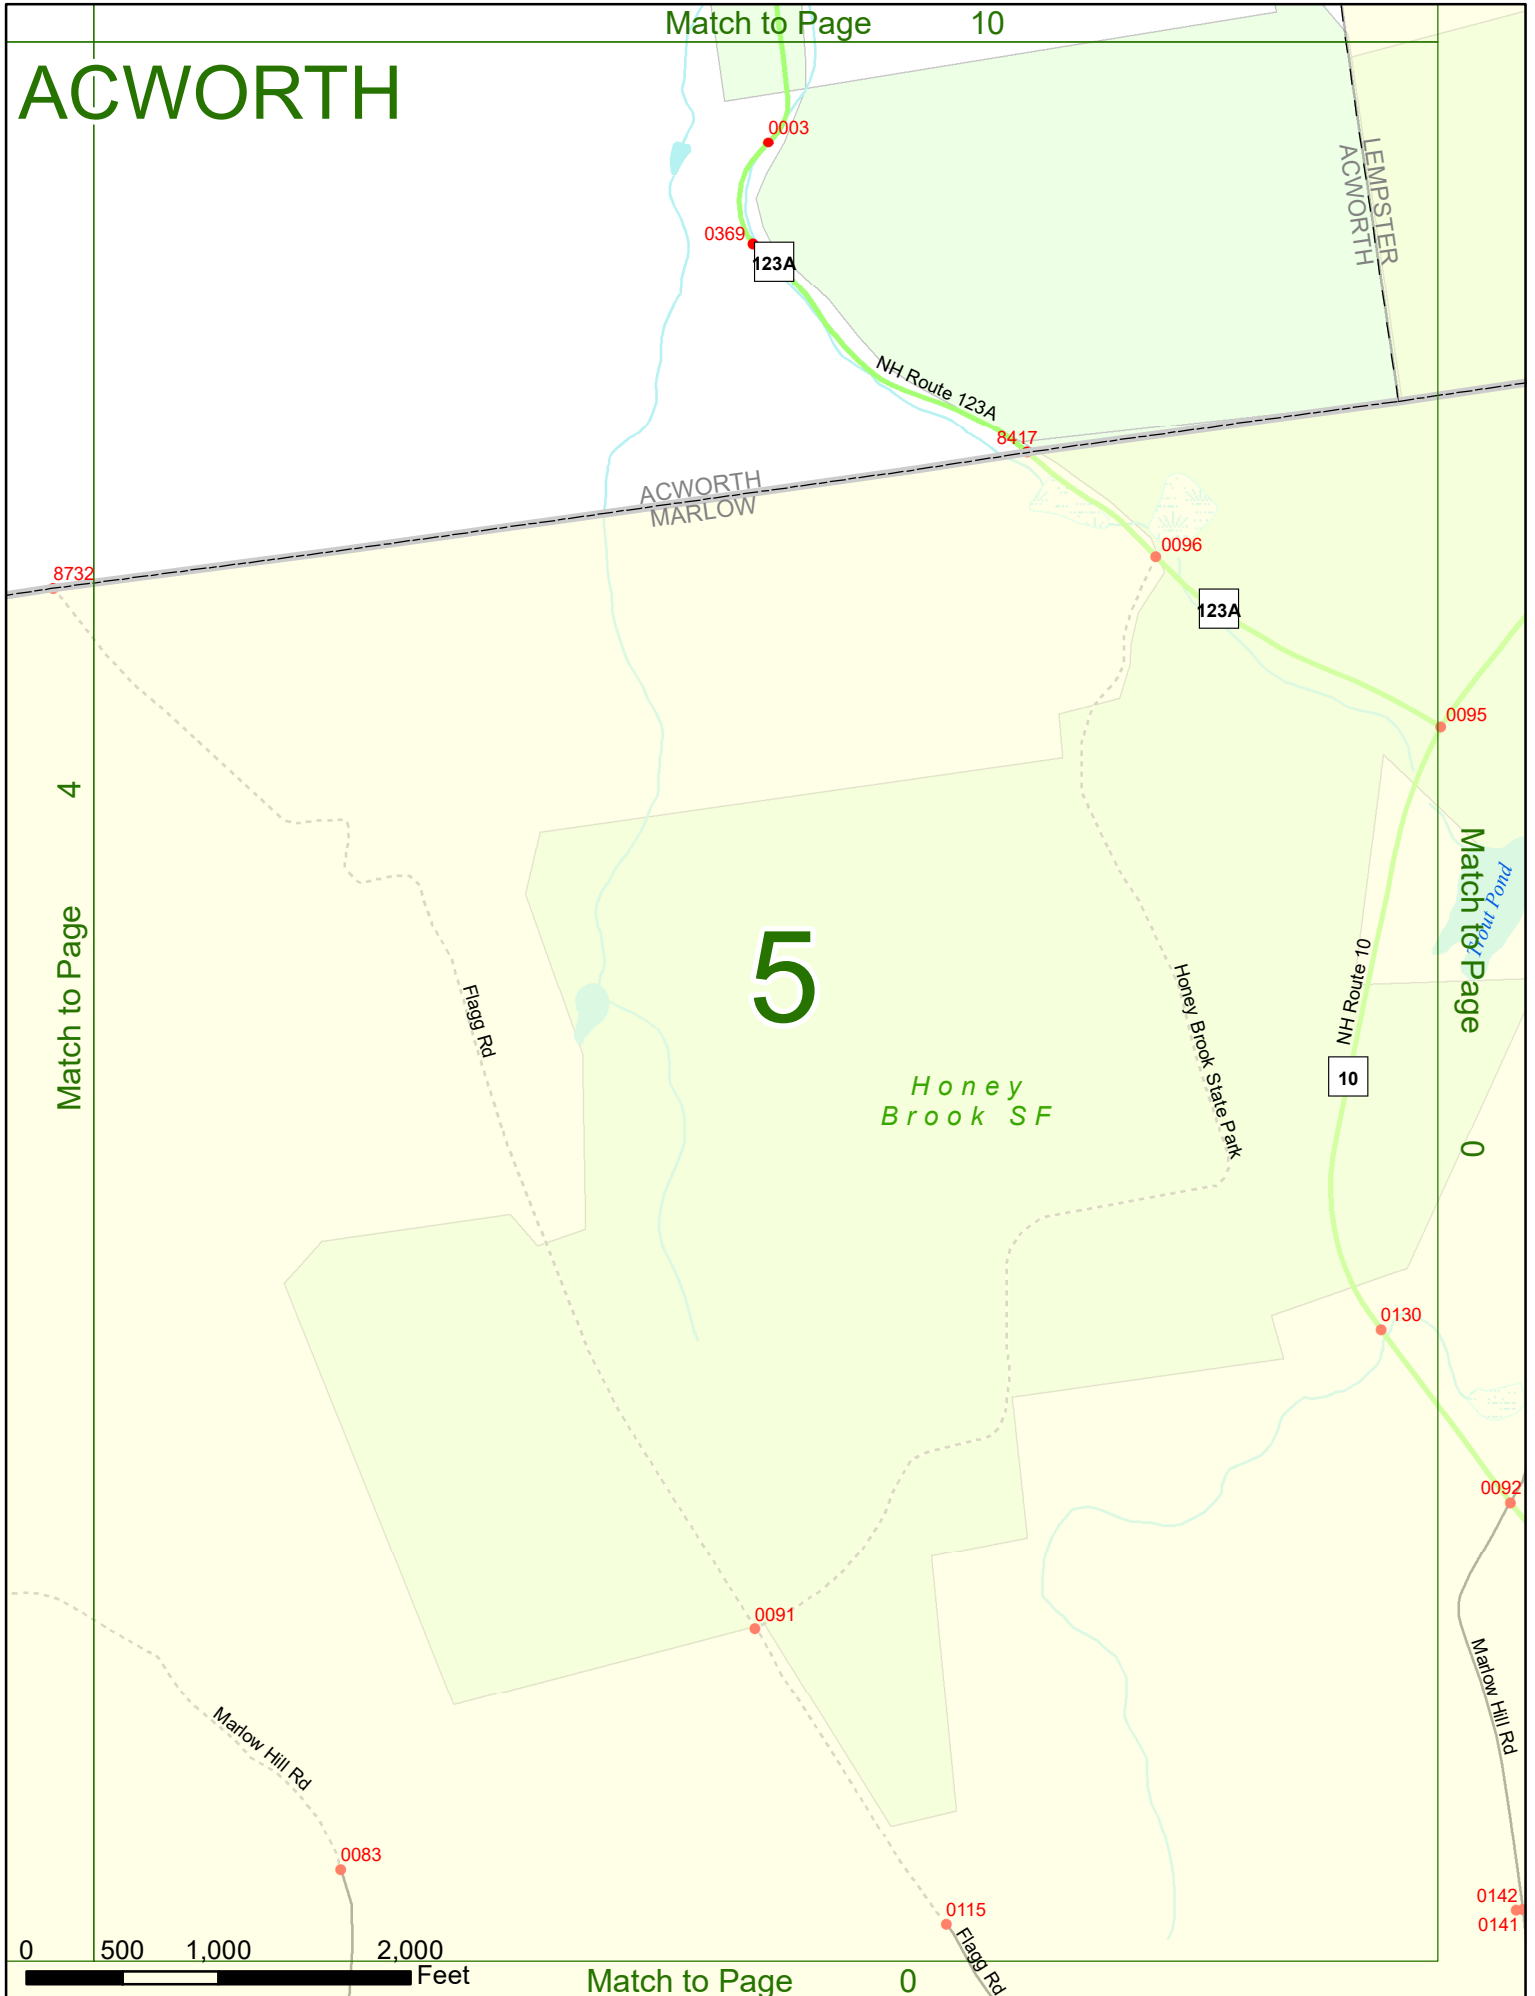 Match to Page 10
ACWORTH
0003
LEMPSTER
ACWORTH
0369
123A
NH Route 123A
8417
ACWORTH
MARLOW
0096
8732
123A
0095
4
Match to Page
Match to Page
0
Trout Pond
5
Flagg Rd
Honey Brook State Park
NH Route 10
10
Honey
Brook SF
0130
0092
0091
Marlow Hill Rd
Marlow Hill Rd
0083
0115
0142
0141
Flagg Rd
0 500 1,000 2,000
Feet
Match to Page 0